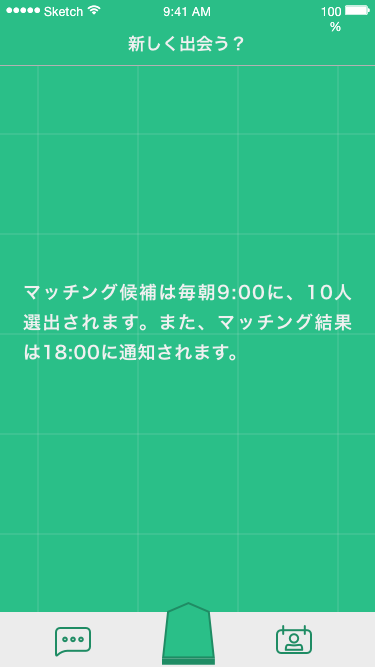 Sketch 9:41 AM 100
%
新しく出会う？
マッチング候補は毎朝9:00に、10人
選出されます。また、マッチング結果
は18:00に通知されます。